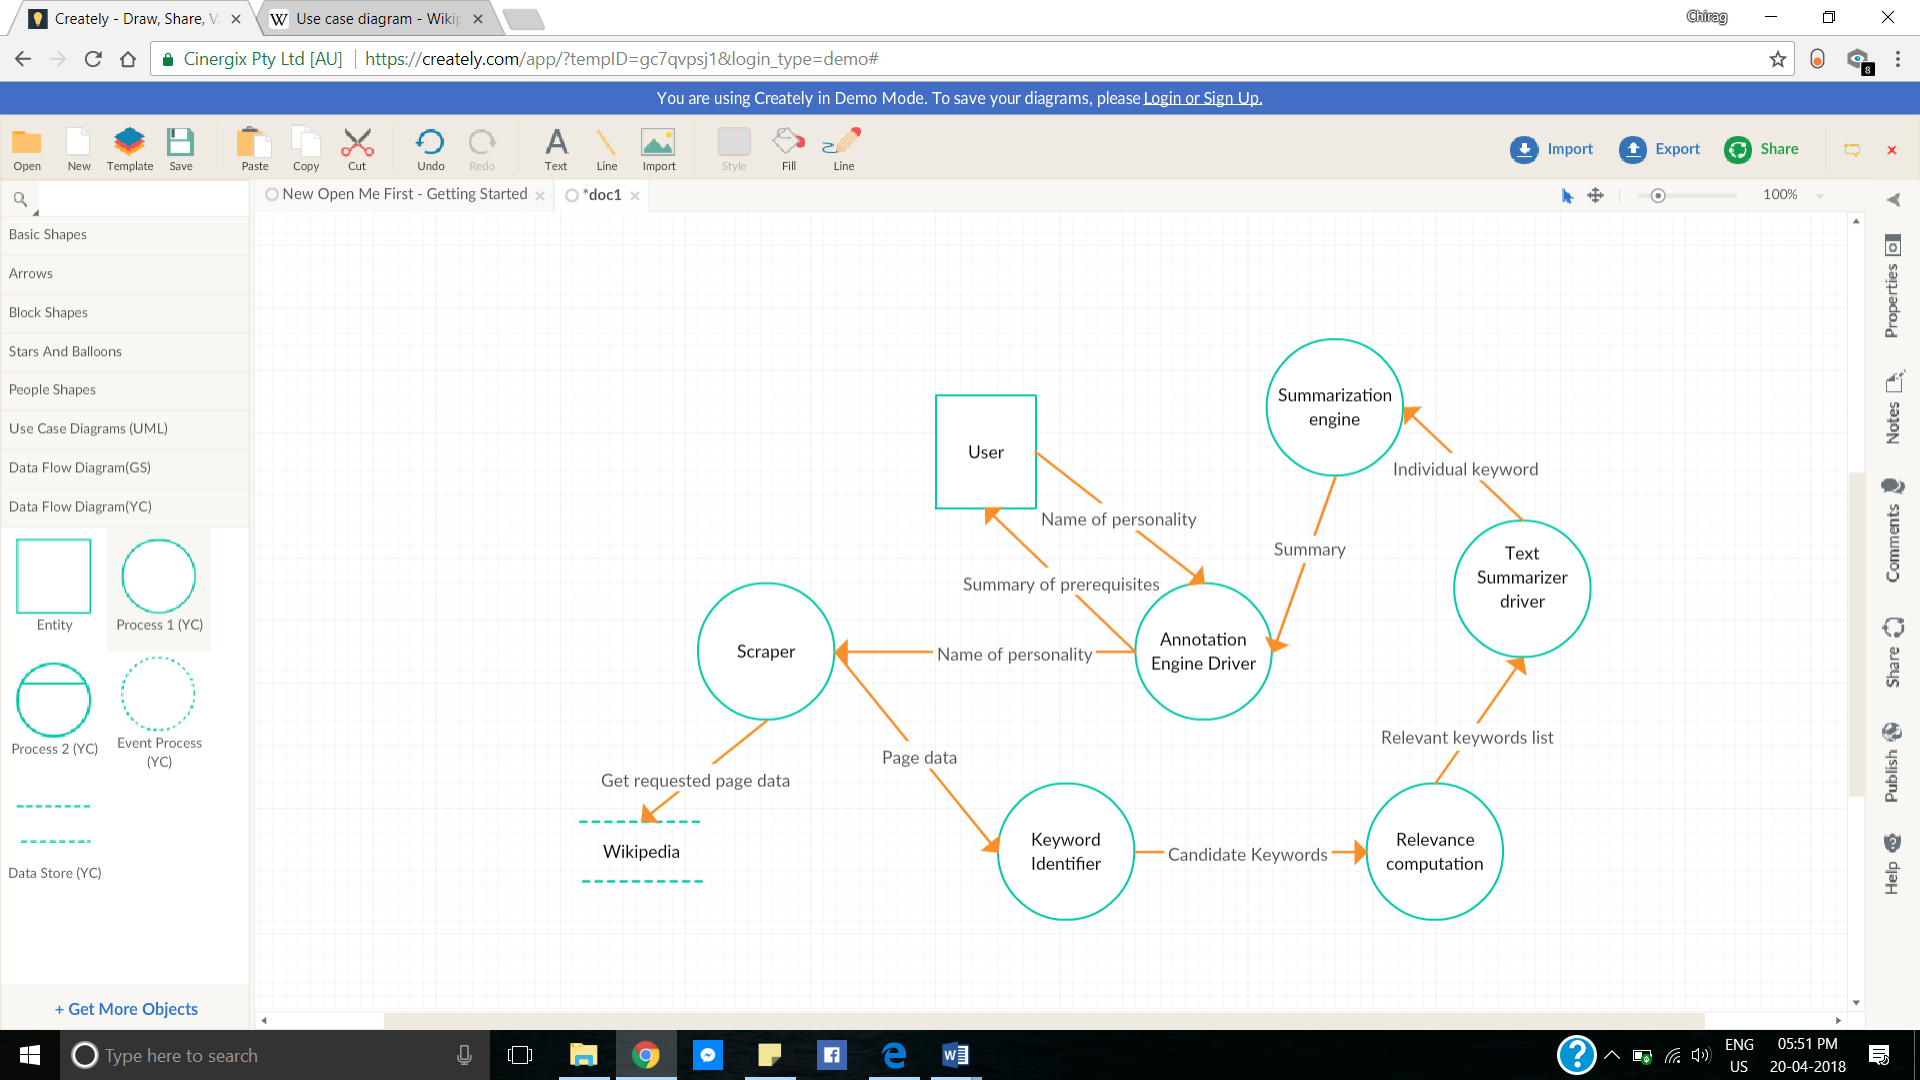 Creately - Draw, Share, V
Use case diagram - Wikip
Chirag
Cinergix Pty Ltd [AU]
https://creately.com/app/?tempID=gc7qvpsj1&login_type=demo#
8
You are using Creately in Demo Mode. To save your diagrams, please Login or Sign Up.
Open
New
Template
Save
Paste
Copy
Cut
Undo
Redo
Text
Line
Import
Style
Fill
Line
Import
Export
Share
New Open Me First - Getting Started
*doc1
100%
Basic Shapes
Arrows
Block Shapes
Stars And Balloons
People Shapes
Use Case Diagrams (UML)
Data Flow Diagram(GS)
Data Flow Diagram(YC)
Entity
Process 1 (YC)
Process 2 (YC)
Event Process
(YC)
Data Store (YC)
+ Get More Objects
Summarization
engine
User
Individual keyword
Name of personality
Summary
Text
Summarizer
driver
Summary of prerequisites
Annotation
Engine Driver
Scraper
Name of personality
Relevant keywords list
Page data
Get requested page data
Wikipedia
Keyword
Identifier
Candidate Keywords
Relevance
computation
Properties
Notes
Comments
Share
Publish
Help
Type here to search
ENG
US
05:51 PM
20-04-2018